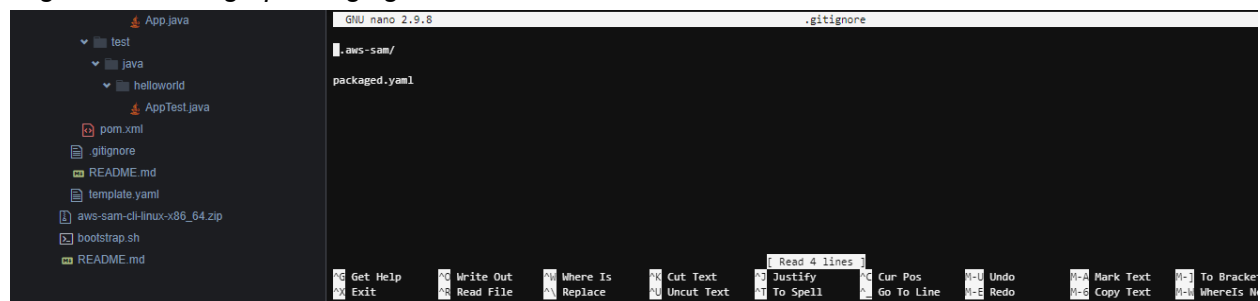 App.java
test
java
helloworld
AppTest.java
pom.xml
.gitignore
README.md
template.yaml
aws-sam-cli-linux-x86_64.zip
bootstrap.sh
README.md
GNU nano 2.9.8 .gitignore
.aws-sam/
packaged.yaml
[ Read 4 lines ]
^G Get Help ^O Write Out ^W Where Is ^K Cut Text ^J Justify ^C Cur Pos M-U Undo M-A Mark Text M-] To Bracket
^X Exit ^R Read File ^\ Replace ^U Uncut Text ^T To Spell ^_ Go To Line M-E Redo M-6 Copy Text M-W WhereIs